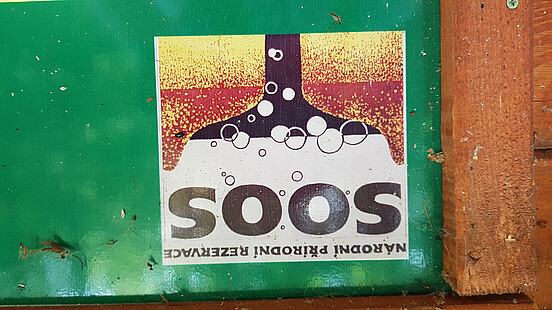 NÁRODNÍ PŘÍRODNÍ REZERVACE
SOOS